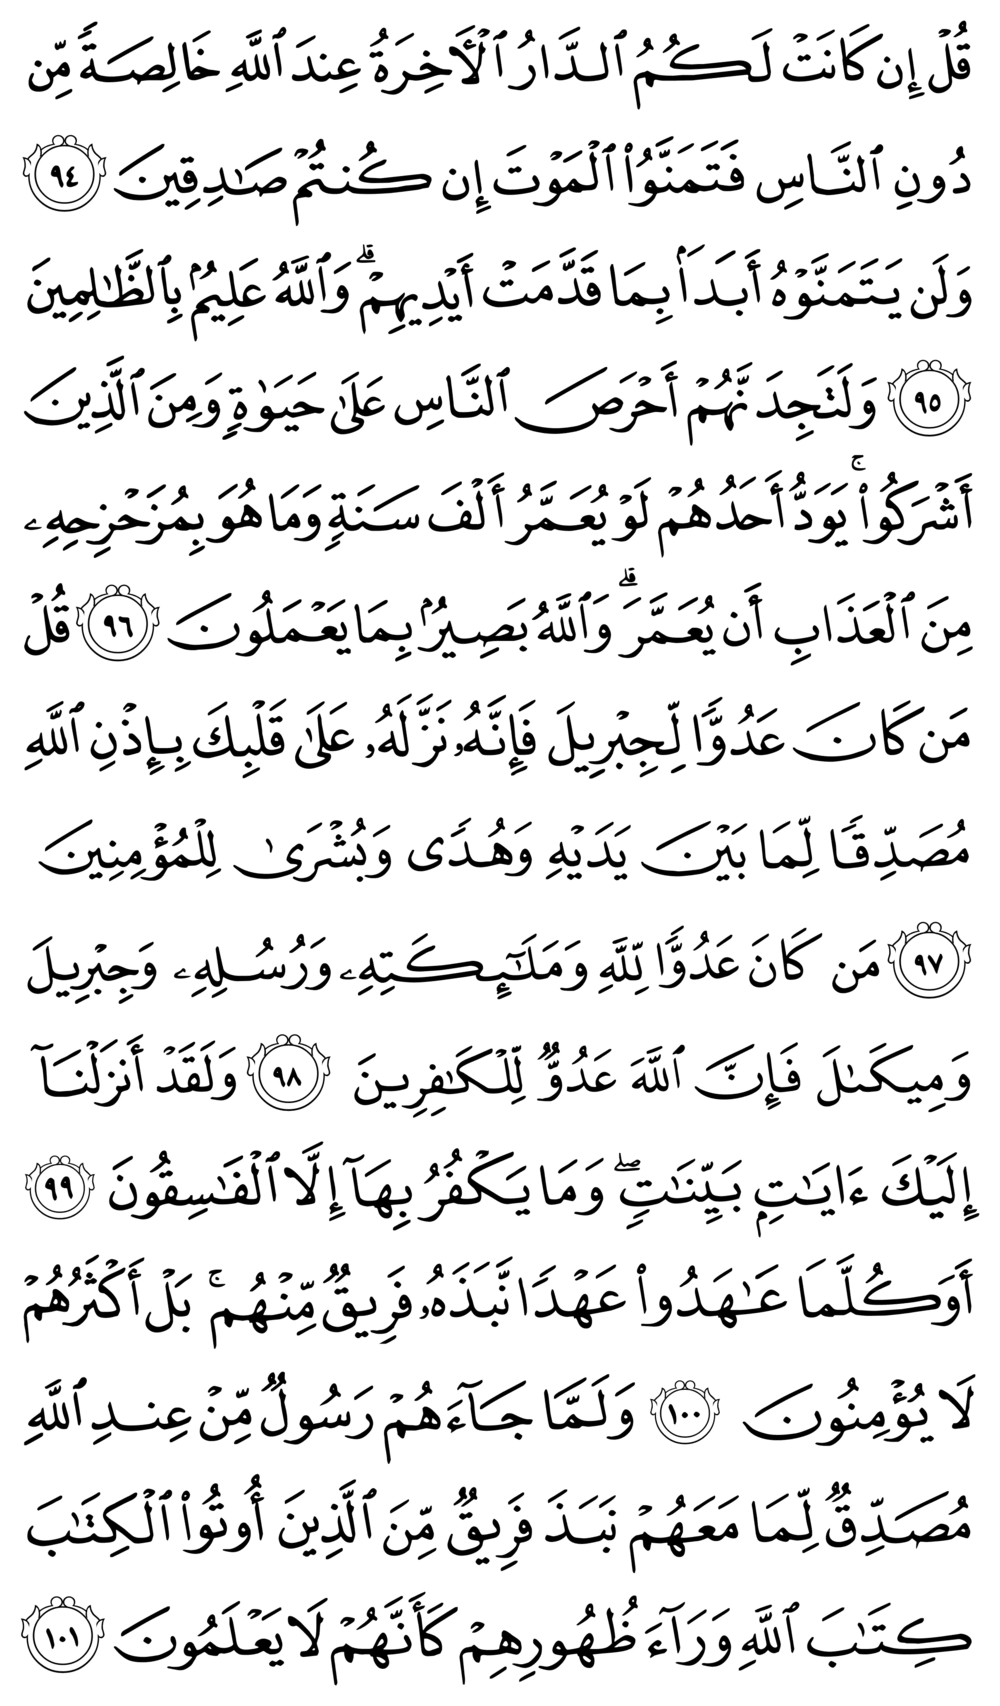 قُلْ إِن كَانَتْ لَكُمُ ٱلدَّارُ ٱلْأَخِرَةُ عِندَ ٱللَّهِ خَالِصَةً مِّن
دُونِ ٱلنَّاسِ فَتَمَنَّوُا۟ ٱلْمَوْتَ إِن كُنتُمْ صَٰدِقِينَ ٩٤
وَلَن يَتَمَنَّوْهُ أَبَدًۢا بِمَا قَدَّمَتْ أَيْدِيهِمْ ۗ وَٱللَّهُ عَلِيمٌۢ بِٱلظَّٰلِمِينَ
٩٥ وَلَتَجِدَنَّهُمْ أَحْرَصَ ٱلنَّاسِ عَلَىٰ حَيَوٰةٍ وَمِنَ ٱلَّذِينَ
أَشْرَكُوا۟ ۚ يَوَدُّ أَحَدُهُمْ لَوْ يُعَمَّرُ أَلْفَ سَنَةٍ وَمَا هُوَ بِمُزَحْزِحِهِۦ
مِنَ ٱلْعَذَابِ أَن يُعَمَّرَ ۗ وَٱللَّهُ بَصِيرٌۢ بِمَا يَعْمَلُونَ ٩٦ قُلْ
مَن كَانَ عَدُوًّا لِّجِبْرِيلَ فَإِنَّهُۥ نَزَّلَهُۥ عَلَىٰ قَلْبِكَ بِإِذْنِ ٱللَّهِ
مُصَدِّقًا لِّمَا بَيْنَ يَدَيْهِ وَهُدًى وَبُشْرَىٰ لِلْمُؤْمِنِينَ
٩٧ مَن كَانَ عَدُوًّا لِّلَّهِ وَمَلَٰٓئِكَتِهِۦ وَرُسُلِهِۦ وَجِبْرِيلَ
وَمِيكَىٰلَ فَإِنَّ ٱللَّهَ عَدُوٌّ لِّلْكَٰفِرِينَ ٩٨ وَلَقَدْ أَنزَلْنَآ
إِلَيْكَ ءَايَٰتٍۭ بَيِّنَٰتٍ ۖ وَمَا يَكْفُرُ بِهَآ إِلَّا ٱلْفَٰسِقُونَ ٩٩
أَوَكُلَّمَا عَٰهَدُوا۟ عَهْدًا نَّبَذَهُۥ فَرِيقٌ مِّنْهُم ۚ بَلْ أَكْثَرُهُمْ
لَا يُؤْمِنُونَ ١٠٠ وَلَمَّا جَآءَهُمْ رَسُولٌ مِّنْ عِندِ ٱللَّهِ
مُصَدِّقٌ لِّمَا مَعَهُمْ نَبَذَ فَرِيقٌ مِّنَ ٱلَّذِينَ أُوتُوا۟ ٱلْكِتَٰبَ
كِتَٰبَ ٱللَّهِ وَرَآءَ ظُهُورِهِمْ كَأَنَّهُمْ لَا يَعْلَمُونَ ١٠١